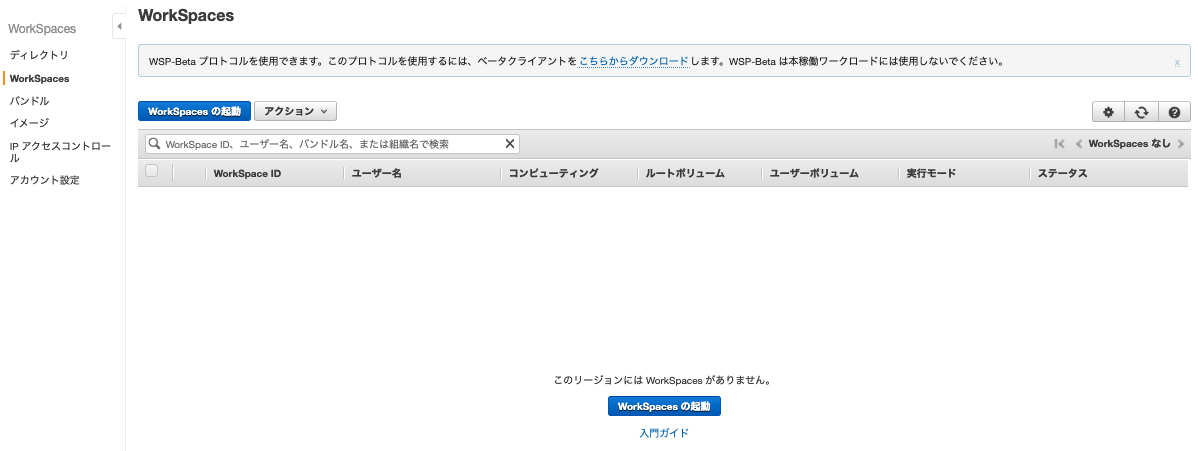 WorkSpaces
ディレクトリ
WorkSpaces
バンドル
イメージ
IP アクセスコントロー
ル
アカウント設定
WorkSpaces
WSP-Beta プロトコルを使用できます。このプロトコルを使用するには、ベータクライアントをこちらからダウンロードします。WSP-Beta は本稼働ワークロードには使用しないでください。 x
WorkSpaces の起動 アクション
WorkSpace ID、ユーザー名、バンドル名、または組織名で検索 WorkSpaces なし
WorkSpace ID ユーザー名 コンピューティング ルートボリューム ユーザーボリューム 実行モード ステータス
このリージョンには WorkSpaces がありません。
WorkSpaces の起動
入門ガイド